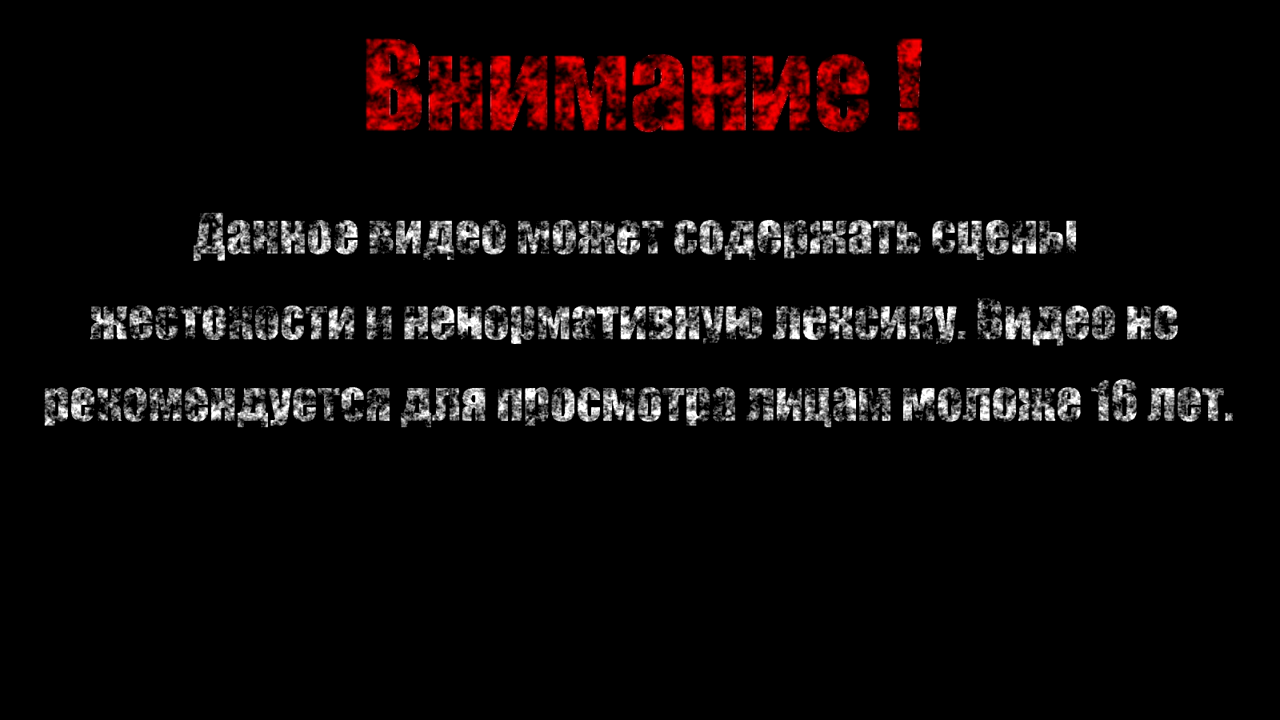 Внимание !
Данное видео может содержать сцены
жестокости и ненормативную лексику. Видео не
рекомендуется для просмотра лицам моложе 16 лет.